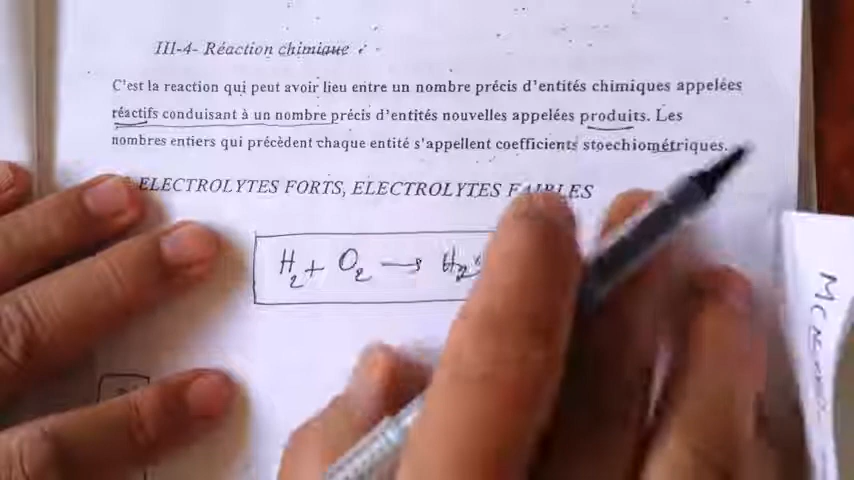 III-4- Réaction chimique :
C'est la reaction qui peut avoir lieu entre un nombre précis d'entités chimiques appelées
réactifs conduisant à un nombre précis d'entités nouvelles appelées produits. Les
nombres entiers qui précèdent chaque entité s'appellent coefficients stoechiométriques.
ELECTROLYTES FORTS, ELECTROLYTES FAIBLES
H₂ + O₂ → H₂